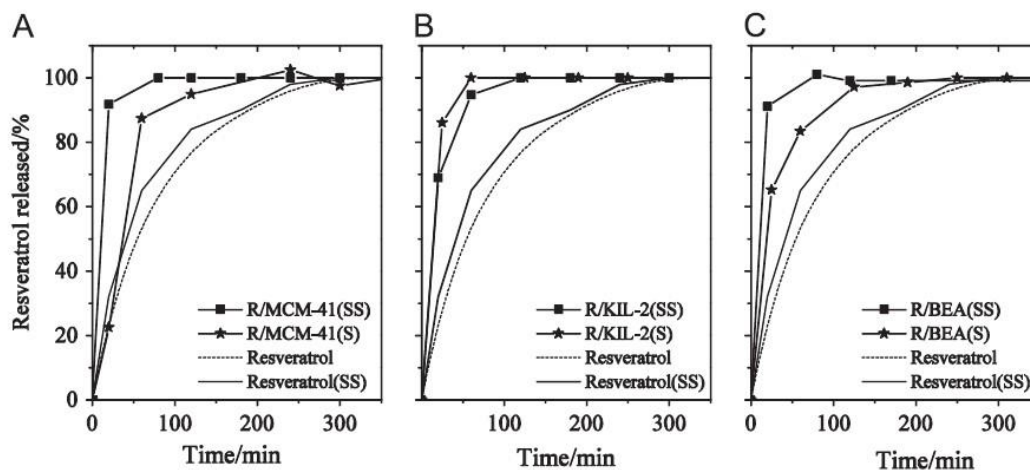 A
B
C
Resveratrol released/%
100
80
60
40
20
0
R/MCM-41(SS)
R/MCM-41(S)
Resveratrol
Resveratrol(SS)
0 100 200 300
Time/min
R/KIL-2(SS)
R/KIL-2(S)
Resveratrol
Resveratrol(SS)
0 100 200 300
Time/min
R/BEA(SS)
R/BEA(S)
Resveratrol
Resveratrol(SS)
0 100 200 300
Time/min